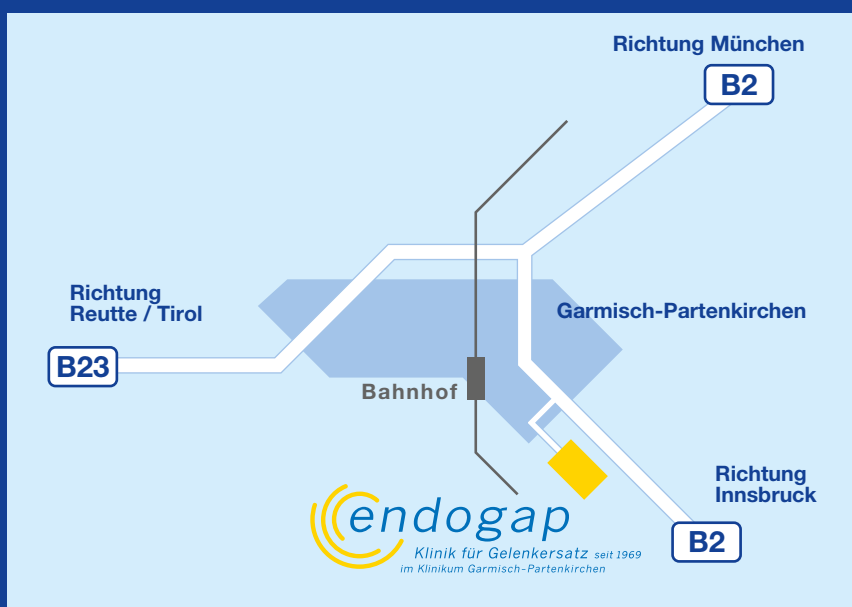 Richtung München
B2
Richtung
Reutte / Tirol
Garmisch-Partenkirchen
B23
Bahnhof
Richtung
Innsbruck
B2
endogap
Klinik für Gelenkersatz seit 1969
im Klinikum Garmisch-Partenkirchen